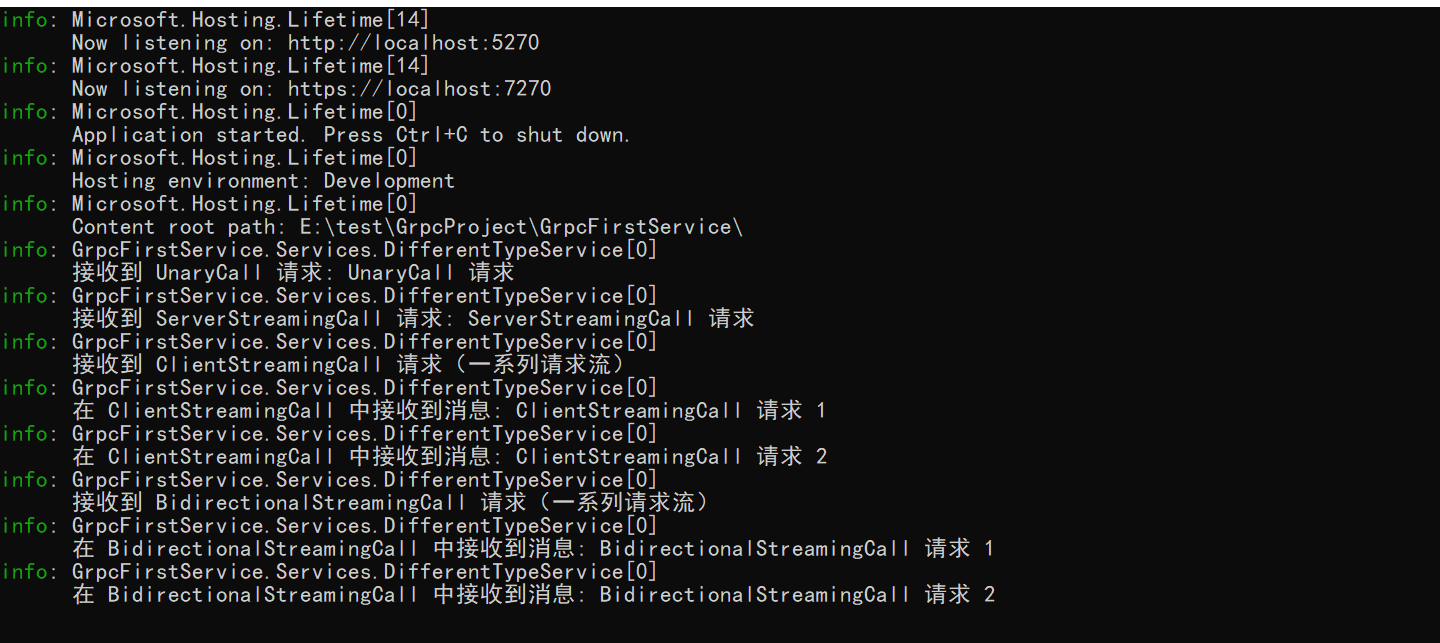 info: Microsoft.Hosting.Lifetime[14]
Now listening on: http://localhost:5270
info: Microsoft.Hosting.Lifetime[14]
Now listening on: https://localhost:7270
info: Microsoft.Hosting.Lifetime[0]
Application started. Press Ctrl+C to shut down.
info: Microsoft.Hosting.Lifetime[0]
Hosting environment: Development
info: Microsoft.Hosting.Lifetime[0]
Content root path: E:\test\GrpcProject\GrpcFirstService\
info: GrpcFirstService.Services.DifferentTypeService[0]
接收到 UnaryCall 请求: UnaryCall 请求
info: GrpcFirstService.Services.DifferentTypeService[0]
接收到 ServerStreamingCall 请求: ServerStreamingCall 请求
info: GrpcFirstService.Services.DifferentTypeService[0]
接收到 ClientStreamingCall 请求（一系列请求流）
info: GrpcFirstService.Services.DifferentTypeService[0]
在 ClientStreamingCall 中接收到消息: ClientStreamingCall 请求 1
info: GrpcFirstService.Services.DifferentTypeService[0]
在 ClientStreamingCall 中接收到消息: ClientStreamingCall 请求 2
info: GrpcFirstService.Services.DifferentTypeService[0]
接收到 BidirectionalStreamingCall 请求（一系列请求流）
info: GrpcFirstService.Services.DifferentTypeService[0]
在 BidirectionalStreamingCall 中接收到消息: BidirectionalStreamingCall 请求 1
info: GrpcFirstService.Services.DifferentTypeService[0]
在 BidirectionalStreamingCall 中接收到消息: BidirectionalStreamingCall 请求 2